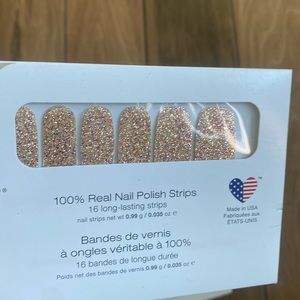 100% Real Nail Polish Strips
16 long-lasting strips
nail strips net wt 0.99 g / 0.035 oz e
Made in USA
Fabriquées aux
ÉTATS-UNIS
Bandes de vernis
à ongles véritable à 100%
16 bandes de longue durée
Poids net des bandes de vernis 0.99 g / 0.035 oz e